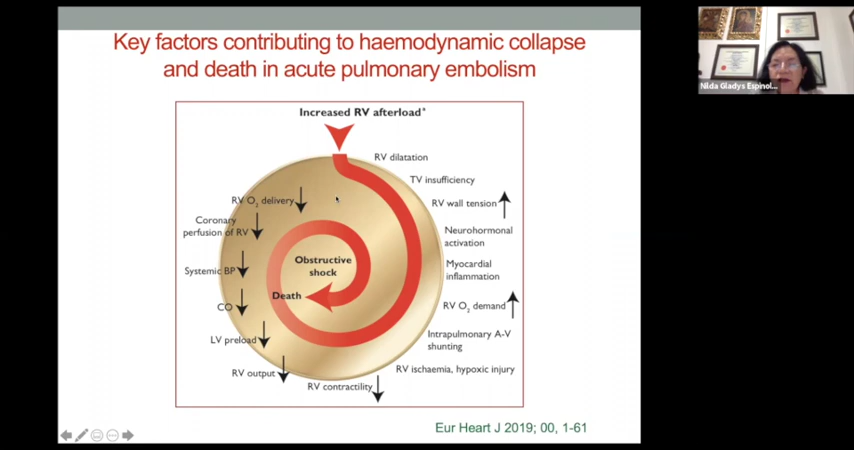 Key factors contributing to haemodynamic collapse
and death in acute pulmonary embolism
Increased RV afterload*
RV dilatation
TV insufficiency
RV wall tension
Neurohormonal
activation
Myocardial
inflammation
RV O₂ demand
Intrapulmonary A-V
shunting
RV ischaemia, hypoxic injury
RV contractility
RV output
LV preload
CO
Systemic BP
Coronary
perfusion of RV
RV O₂ delivery
Obstructive
shock
Death
Eur Heart J 2019; 00, 1-61
Nilda Gladys Espinol...